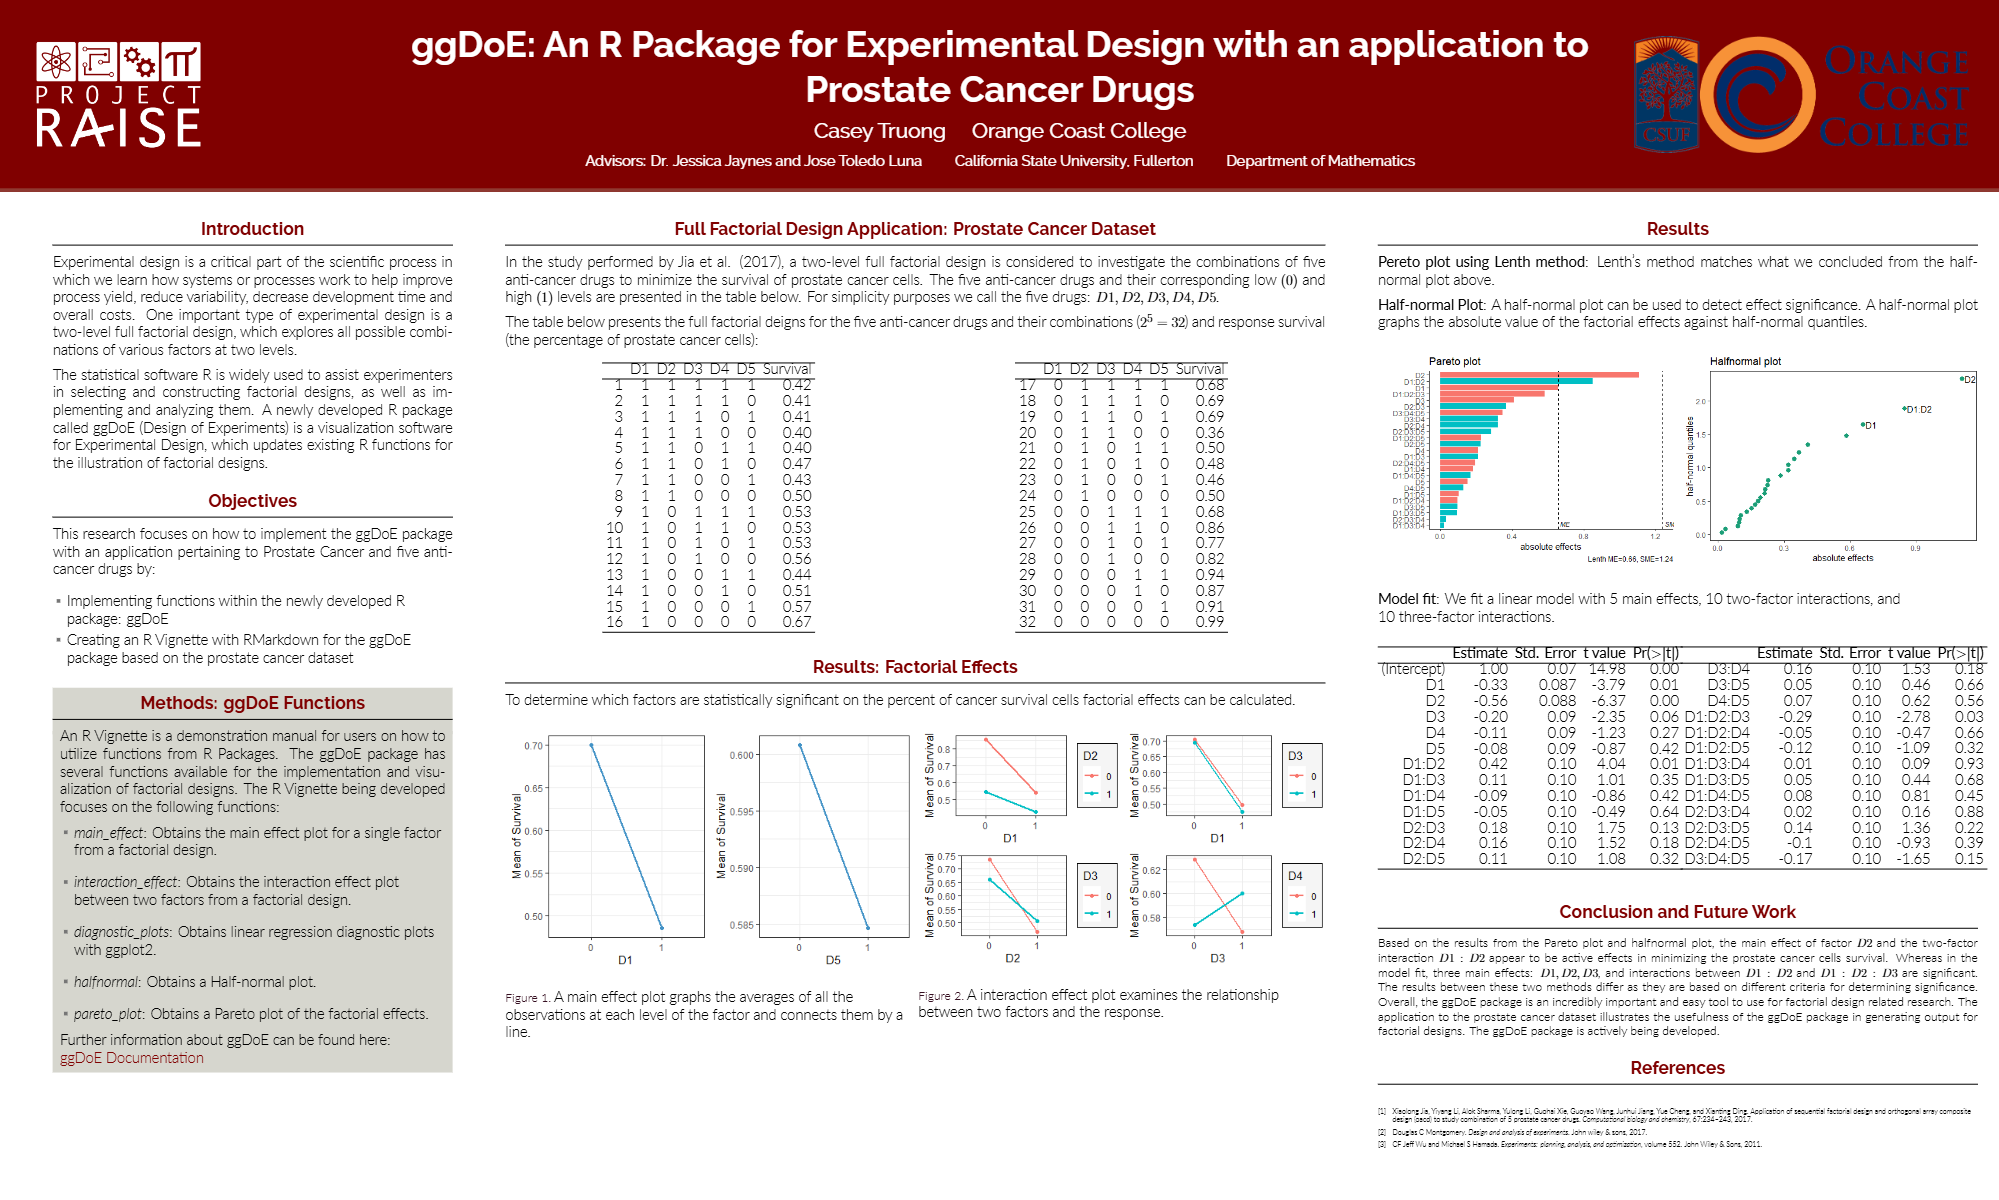 PROJECT
RAISE
ggDoE: An R Package for Experimental Design with an application to
Prostate Cancer Drugs
Casey Truong Orange Coast College
Advisors: Dr. Jessica Jaynes and Jose Toledo Luna California State University, Fullerton Department of Mathematics
CSUF
ORANGE
COAST
COLLEGE
Introduction
Experimental design is a critical part of the scientific process in
which we learn how systems or processes work to help improve
process yield, reduce variability, decrease development time and
overall costs. One important type of experimental design is a
two-level full factorial design, which explores all possible combi-
nations of various factors at two levels.
The statistical software R is widely used to assist experimenters
in selecting and constructing factorial designs, as well as im-
plementing and analyzing them. A newly developed R package
called ggDoE (Design of Experiments) is a visualization software
for Experimental Design, which updates existing R functions for
the illustration of factorial designs.
Objectives
This research focuses on how to implement the ggDoE package
with an application pertaining to Prostate Cancer and five anti-
cancer drugs by:
▪ Implementing functions within the newly developed R
package: ggDoE
▪ Creating an R Vignette with RMarkdown for the ggDoE
package based on the prostate cancer dataset
Methods: ggDoE Functions
An R Vignette is a demonstration manual for users on how to
utilize functions from R Packages. The ggDoE package has
several functions available for the implementation and visu-
alization of factorial designs. The R Vignette being developed
focuses on the following functions:
▪ main_effect: Obtains the main effect plot for a single factor
from a factorial design.
▪ interaction_effect: Obtains the interaction effect plot
between two factors from a factorial design.
▪ diagnostic_plots: Obtains linear regression diagnostic plots
with ggplot2.
▪ halfnormal: Obtains a Half-normal plot.
▪ pareto_plot: Obtains a Pareto plot of the factorial effects.
Further information about ggDoE can be found here:
ggDoE Documentation
Full Factorial Design Application: Prostate Cancer Dataset
In the study performed by Jia et al. (2017), a two-level full factorial design is considered to investigate the combinations of five
anti-cancer drugs to minimize the survival of prostate cancer cells. The five anti-cancer drugs and their corresponding low (0) and
high (1) levels are presented in the table below. For simplicity purposes we call the five drugs: D1, D2, D3, D4, D5.
The table below presents the full factorial deigns for the five anti-cancer drugs and their combinations (2⁵ = 32) and response survival
(the percentage of prostate cancer cells):
D1 D2 D3 D4 D5 Survival
1 1 1 1 1 1 0.42
2 1 1 1 1 0 0.41
3 1 1 1 0 1 0.41
4 1 1 1 0 0 0.40
5 1 1 0 1 1 0.40
6 1 1 0 1 0 0.47
7 1 1 0 0 1 0.43
8 1 1 0 0 0 0.50
9 1 0 1 1 1 0.53
10 1 0 1 1 0 0.53
11 1 0 1 0 1 0.53
12 1 0 1 0 0 0.56
13 1 0 0 1 1 0.44
14 1 0 0 1 0 0.51
15 1 0 0 0 1 0.57
16 1 0 0 0 0 0.67
D1 D2 D3 D4 D5 Survival
17 0 1 1 1 1 0.68
18 0 1 1 1 0 0.69
19 0 1 1 0 1 0.69
20 0 1 1 0 0 0.36
21 0 1 0 1 1 0.50
22 0 1 0 1 0 0.48
23 0 1 0 0 1 0.46
24 0 1 0 0 0 0.50
25 0 0 1 1 1 0.68
26 0 0 1 1 0 0.86
27 0 0 1 0 1 0.77
28 0 0 1 0 0 0.82
29 0 0 0 1 1 0.94
30 0 0 0 1 0 0.87
31 0 0 0 0 1 0.91
32 0 0 0 0 0 0.99
Results: Factorial Effects
To determine which factors are statistically significant on the percent of cancer survival cells factorial effects can be calculated.
Mean of Survival
0.70
0.65
0.60
0.55
0.50
0 1
D1
Mean of Survival
0.600
0.595
0.590
0.585
0 1
D5
Figure 1. A main effect plot graphs the averages of all the
observations at each level of the factor and connects them by a
line.
Mean of Survival
0.8
0.7
0.6
0.5
0 1
D1
D2
0
1
Mean of Survival
0.70
0.65
0.60
0.55
0.50
0 1
D1
D3
0
1
Mean of Survival
0.75
0.70
0.65
0.60
0.55
0.50
0 1
D2
D3
0
1
Mean of Survival
0.62
0.60
0.58
0 1
D3
D4
0
1
Figure 2. A interaction effect plot examines the relationship
between two factors and the response.
Results
Pereto plot using Lenth method: Lenth's method matches what we concluded from the half-
normal plot above.
Half-normal Plot: A half-normal plot can be used to detect effect significance. A half-normal plot
graphs the absolute value of the factorial effects against half-normal quantiles.
Pareto plot
D2
D1:D2
D1
D1:D2:D3
ME
SM
0.0 0.4 0.8 1.2
absolute effects
Lenth ME=0.66, SME=1.24
Halfnormal plot
half-normal quantiles
2.0
1.5
1.0
0.5
0.0
D2
D1:D2
D1
0.0 0.3 0.6 0.9
absolute effects
Model fit: We fit a linear model with 5 main effects, 10 two-factor interactions, and
10 three-factor interactions.
Estimate Std. Error t value Pr(>|t|) Estimate Std. Error t value Pr(>|t|)
(Intercept) 1.00 0.07 14.98 0.00 D3:D4 0.16 0.10 1.53 0.18
D1 -0.33 0.087 -3.79 0.01 D3:D5 0.05 0.10 0.46 0.66
D2 -0.56 0.088 -6.37 0.00 D4:D5 0.07 0.10 0.62 0.56
D3 -0.20 0.09 -2.35 0.06 D1:D2:D3 -0.29 0.10 -2.78 0.03
D4 -0.11 0.09 -1.23 0.27 D1:D2:D4 -0.05 0.10 -0.47 0.66
D5 -0.08 0.09 -0.87 0.42 D1:D2:D5 -0.12 0.10 -1.09 0.32
D1:D2 0.42 0.10 4.04 0.01 D1:D3:D4 0.01 0.10 0.09 0.93
D1:D3 0.11 0.10 1.01 0.35 D1:D3:D5 0.05 0.10 0.44 0.68
D1:D4 -0.09 0.10 -0.86 0.42 D1:D4:D5 0.08 0.10 0.81 0.45
D1:D5 -0.05 0.10 -0.49 0.64 D2:D3:D4 0.02 0.10 0.16 0.88
D2:D3 0.18 0.10 1.75 0.13 D2:D3:D5 0.14 0.10 1.36 0.22
D2:D4 0.16 0.10 1.52 0.18 D2:D4:D5 -0.1 0.10 -0.93 0.39
D2:D5 0.11 0.10 1.08 0.32 D3:D4:D5 -0.17 0.10 -1.65 0.15
Conclusion and Future Work
Based on the results from the Pareto plot and halfnormal plot, the main effect of factor D2 and the two-factor
interaction D1 : D2 appear to be active effects in minimizing the prostate cancer cells survival. Whereas in the
model fit, three main effects: D1, D2, D3, and interactions between D1 : D2 and D1 : D2 : D3 are significant.
The results between these two methods differ as they are based on different criteria for determining significance.
Overall, the ggDoE package is an incredibly important and easy tool to use for factorial design related research. The
application to the prostate cancer dataset illustrates the usefulness of the ggDoE package in generating output for
factorial designs. The ggDoE package is actively being developed.
References
[1] Xiaolong Jia, Yiyang Li, Alok Sharma, Yulong Li, Guohai Xie, Guoyao Wang, Junhui Jiang, Yue Cheng, and Xianting Ding. Application of sequential factorial design and orthogonal array composite
design (oacd) to study combination of 5 prostate cancer drugs. Computational biology and chemistry, 67:234–243, 2017.
[2] Douglas C Montgomery. Design and analysis of experiments. John wiley & sons, 2017.
[3] CF Jeff Wu and Michael S Hamada. Experiments: planning, analysis, and optimization, volume 552. John Wiley & Sons, 2011.